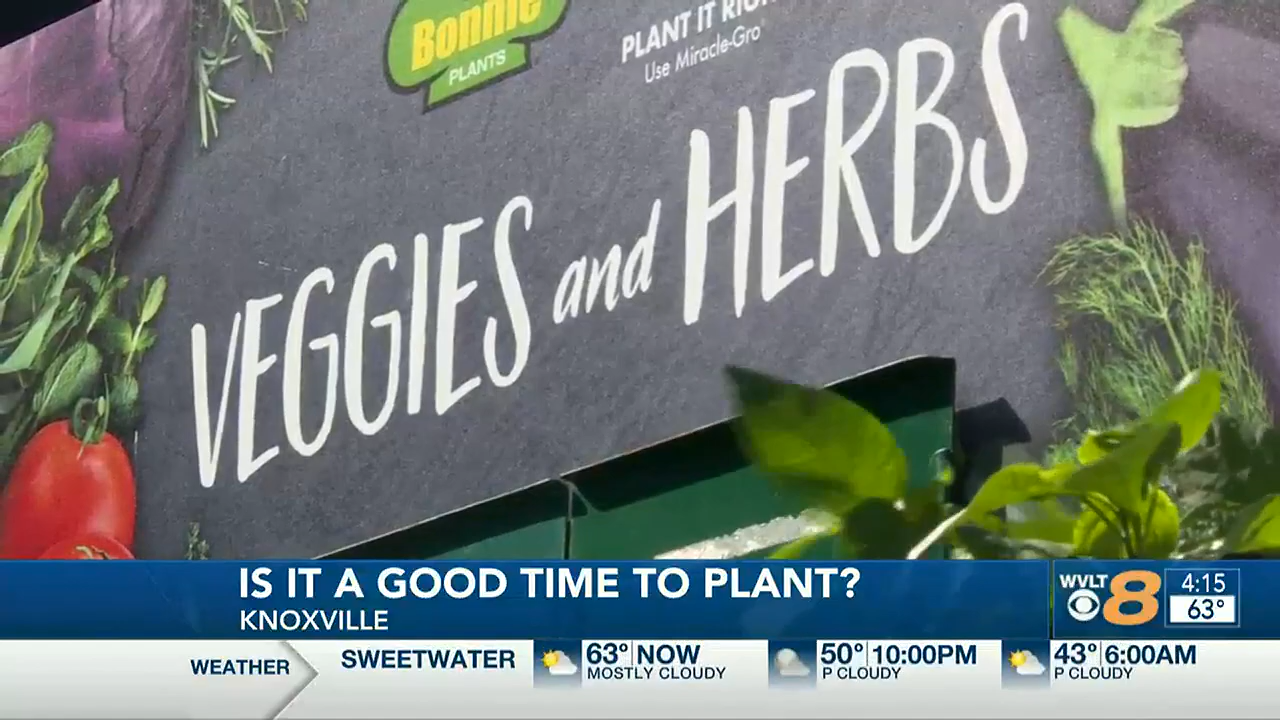 Bonnie
PLANTS
PLANT IT
Use Miracle-Gro
VEGGIES and HERBS
IS IT A GOOD TIME TO PLANT?
KNOXVILLE
WVLT 8
4:15
63°
WEATHER
SWEETWATER
63° NOW
MOSTLY CLOUDY
50° 10:00PM
P CLOUDY
43° 6:00AM
P CLOUDY